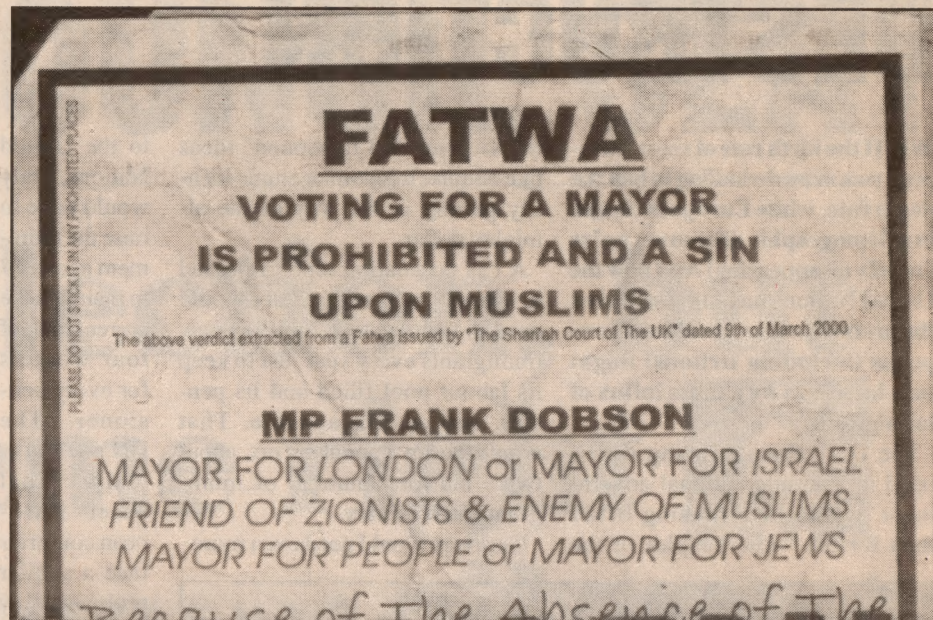 PLEASE DO NOT STICK IT IN ANY PROHIBITED PLACES
FATWA
VOTING FOR A MAYOR
IS PROHIBITED AND A SIN
UPON MUSLIMS
The above verdict extracted from a Fatwa issued by "The Shari'ah Court of The UK" dated 9th of March 2000
MP FRANK DOBSON
MAYOR FOR LONDON or MAYOR FOR ISRAEL
FRIEND OF ZIONISTS & ENEMY OF MUSLIMS
MAYOR FOR PEOPLE or MAYOR FOR JEWS
Because of The Absence of The